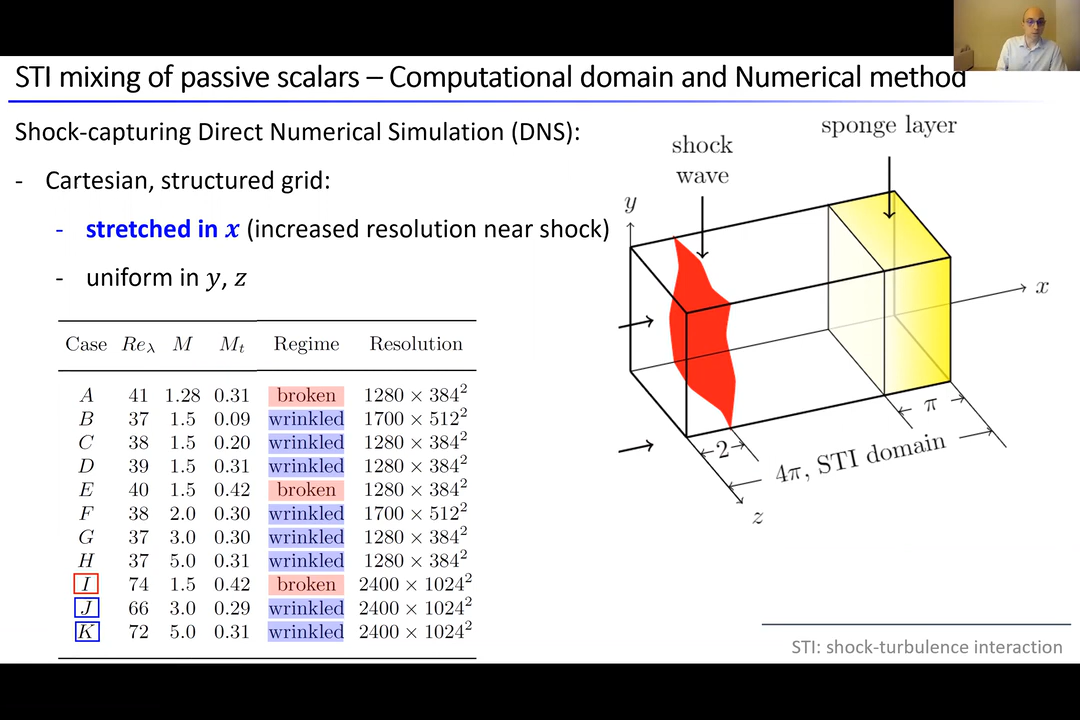 STI mixing of passive scalars – Computational domain and Numerical method
Shock-capturing Direct Numerical Simulation (DNS):
- Cartesian, structured grid:
- stretched in x (increased resolution near shock)
- uniform in y, z
Case Reλ M Mt Regime Resolution
A 41 1.28 0.31 broken 1280 × 384²
B 37 1.5 0.09 wrinkled 1700 × 512²
C 38 1.5 0.20 wrinkled 1280 × 384²
D 39 1.5 0.31 wrinkled 1280 × 384²
E 40 1.5 0.42 broken 1280 × 384²
F 38 2.0 0.30 wrinkled 1700 × 512²
G 37 3.0 0.30 wrinkled 1280 × 384²
H 37 5.0 0.31 wrinkled 1280 × 384²
I 74 1.5 0.42 broken 2400 × 1024²
J 66 3.0 0.29 wrinkled 2400 × 1024²
K 72 5.0 0.31 wrinkled 2400 × 1024²
shock
wave
sponge layer
y
x
π
2
4π, STI domain
z
STI: shock-turbulence interaction